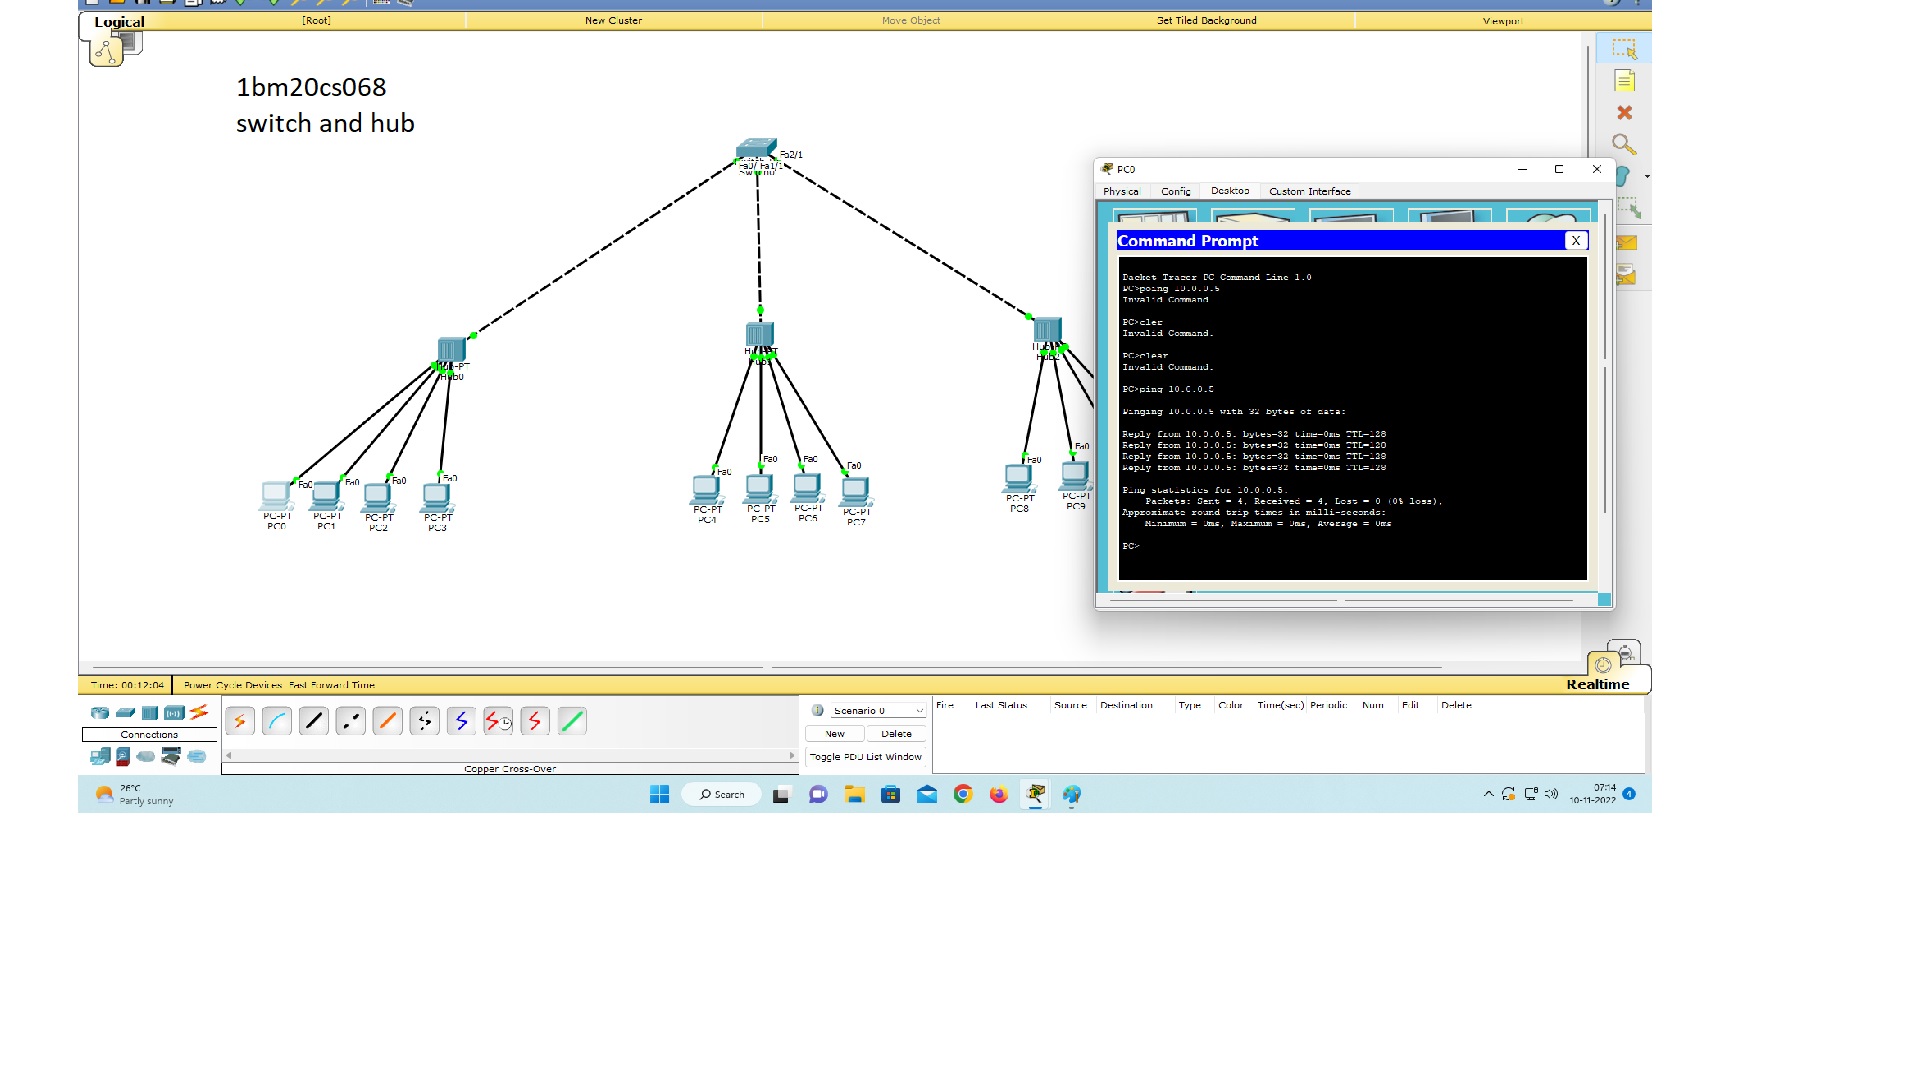 Logical
[Root]
New Cluster
Move Object
Set Tiled Background
Viewport
1bm20cs068
switch and hub
Fa2/1
Fa0/ Fa1/1
Hub0
Fa0
Fa0
Fa0
Fa0
PC-PT
PC0
PC-PT
PC1
PC-PT
PC2
PC-PT
PC3
Fa0
Fa0
Fa0
Fa0
PC-PT
PC4
PC-PT
PC5
PC-PT
PC6
PC-PT
PC7
Fa0
Fa0
PC-PT
PC8
PC-PT
PC9
PC0
Physical
Config
Desktop
Custom Interface
Command Prompt
X
Packet Tracer PC Command Line 1.0
PC>poing 10.0.0.5
Invalid Command.
PC>cler
Invalid Command.
PC>clear
Invalid Command.
PC>ping 10.0.0.5
Pinging 10.0.0.5 with 32 bytes of data:
Reply from 10.0.0.5: bytes=32 time=0ms TTL=128
Reply from 10.0.0.5: bytes=32 time=0ms TTL=128
Reply from 10.0.0.5: bytes=32 time=0ms TTL=128
Reply from 10.0.0.5: bytes=32 time=0ms TTL=128
Ping statistics for 10.0.0.5:
Packets: Sent = 4, Received = 4, Lost = 0 (0% loss),
Approximate round trip times in milli-seconds:
Minimum = 0ms, Maximum = 0ms, Average = 0ms
PC>
Time: 00:12:04
Power Cycle Devices Fast Forward Time
Realtime
Connections
Copper Cross-Over
Scenario 0
New
Delete
Toggle PDU List Window
Fire
Last Status
Source
Destination
Type
Color
Time(sec)
Periodic
Num
Edit
Delete
26°C
Partly sunny
Search
07:14
10-11-2022
4